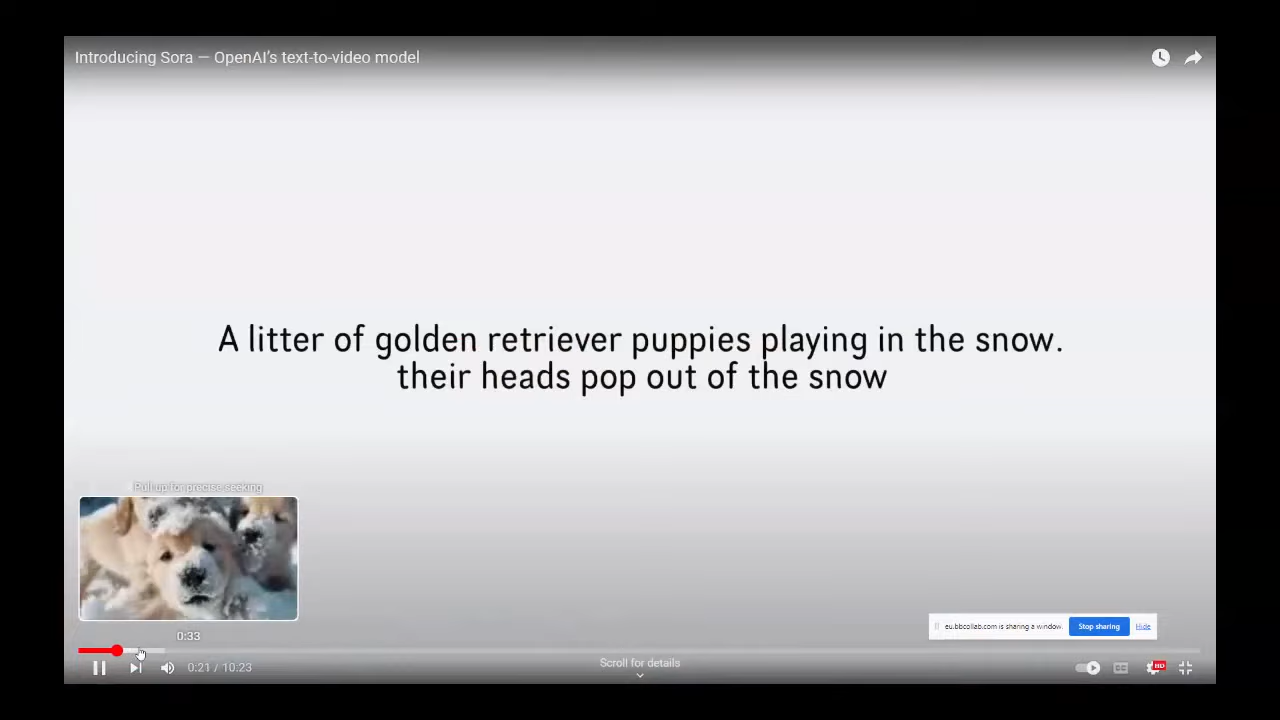 Introducing Sora — OpenAI's text-to-video model
A litter of golden retriever puppies playing in the snow.
their heads pop out of the snow
Pull up for precise seeking
0:33
eu.bbcollab.com is sharing a window.
Stop sharing
Hide
0:21 / 10:23
Scroll for details
CC
HD